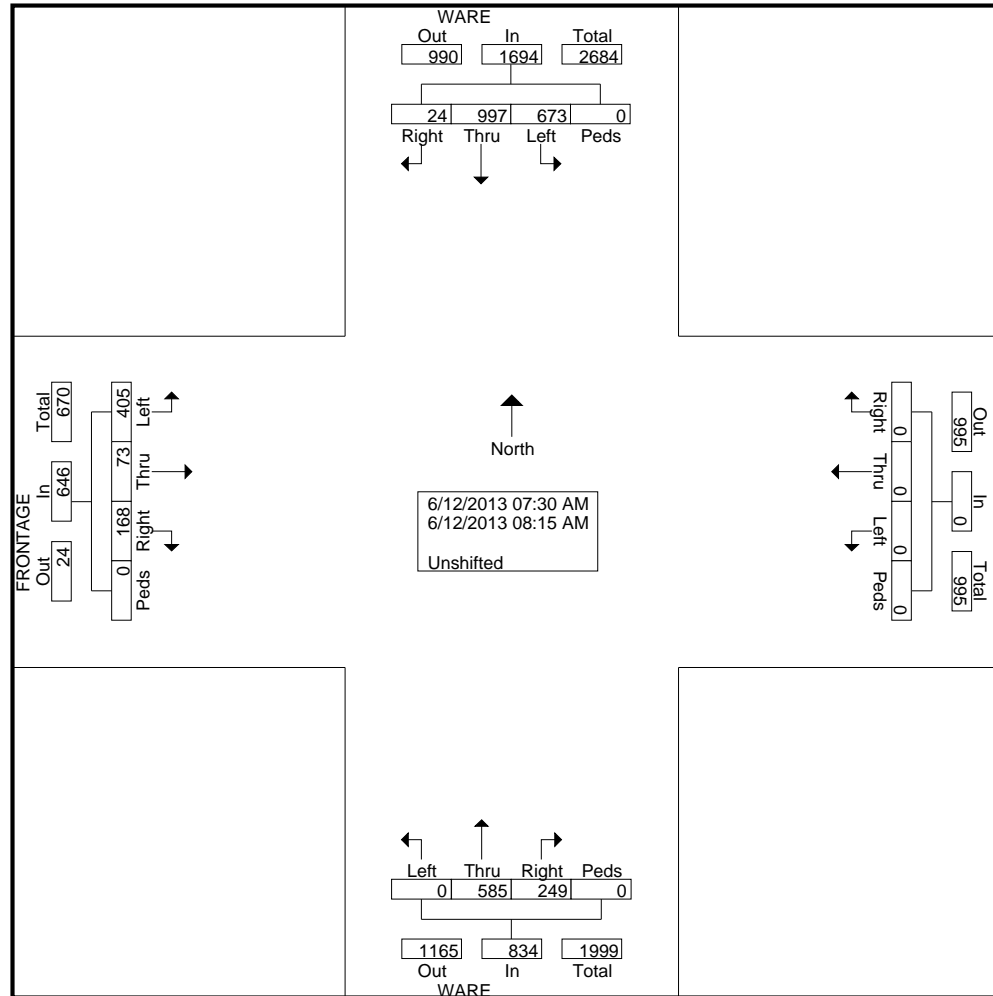 WARE
Out In Total
990 1694 2684
24 997 673 0
Right Thru Left Peds
FRONTAGE
Total In Out
670 646 24
405 73 168 0
Left Thru Right Peds
North
6/12/2013 07:30 AM
6/12/2013 08:15 AM
Unshifted
Right Thru Left Peds
0 0 0 0
Out In Total
995 0 995
Left Thru Right Peds
0 585 249 0
1165 834 1999
Out In Total
WARE